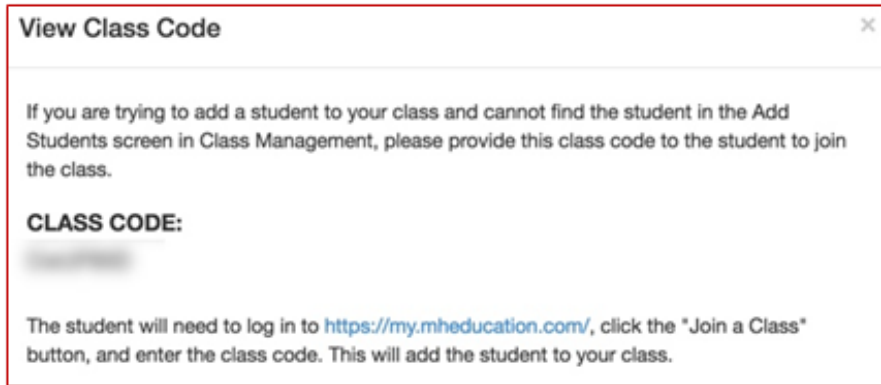 View Class Code
×
If you are trying to add a student to your class and cannot find the student in the Add
Students screen in Class Management, please provide this class code to the student to join
the class.
CLASS CODE:
The student will need to log in to https://my.mheducation.com/, click the "Join a Class"
button, and enter the class code. This will add the student to your class.